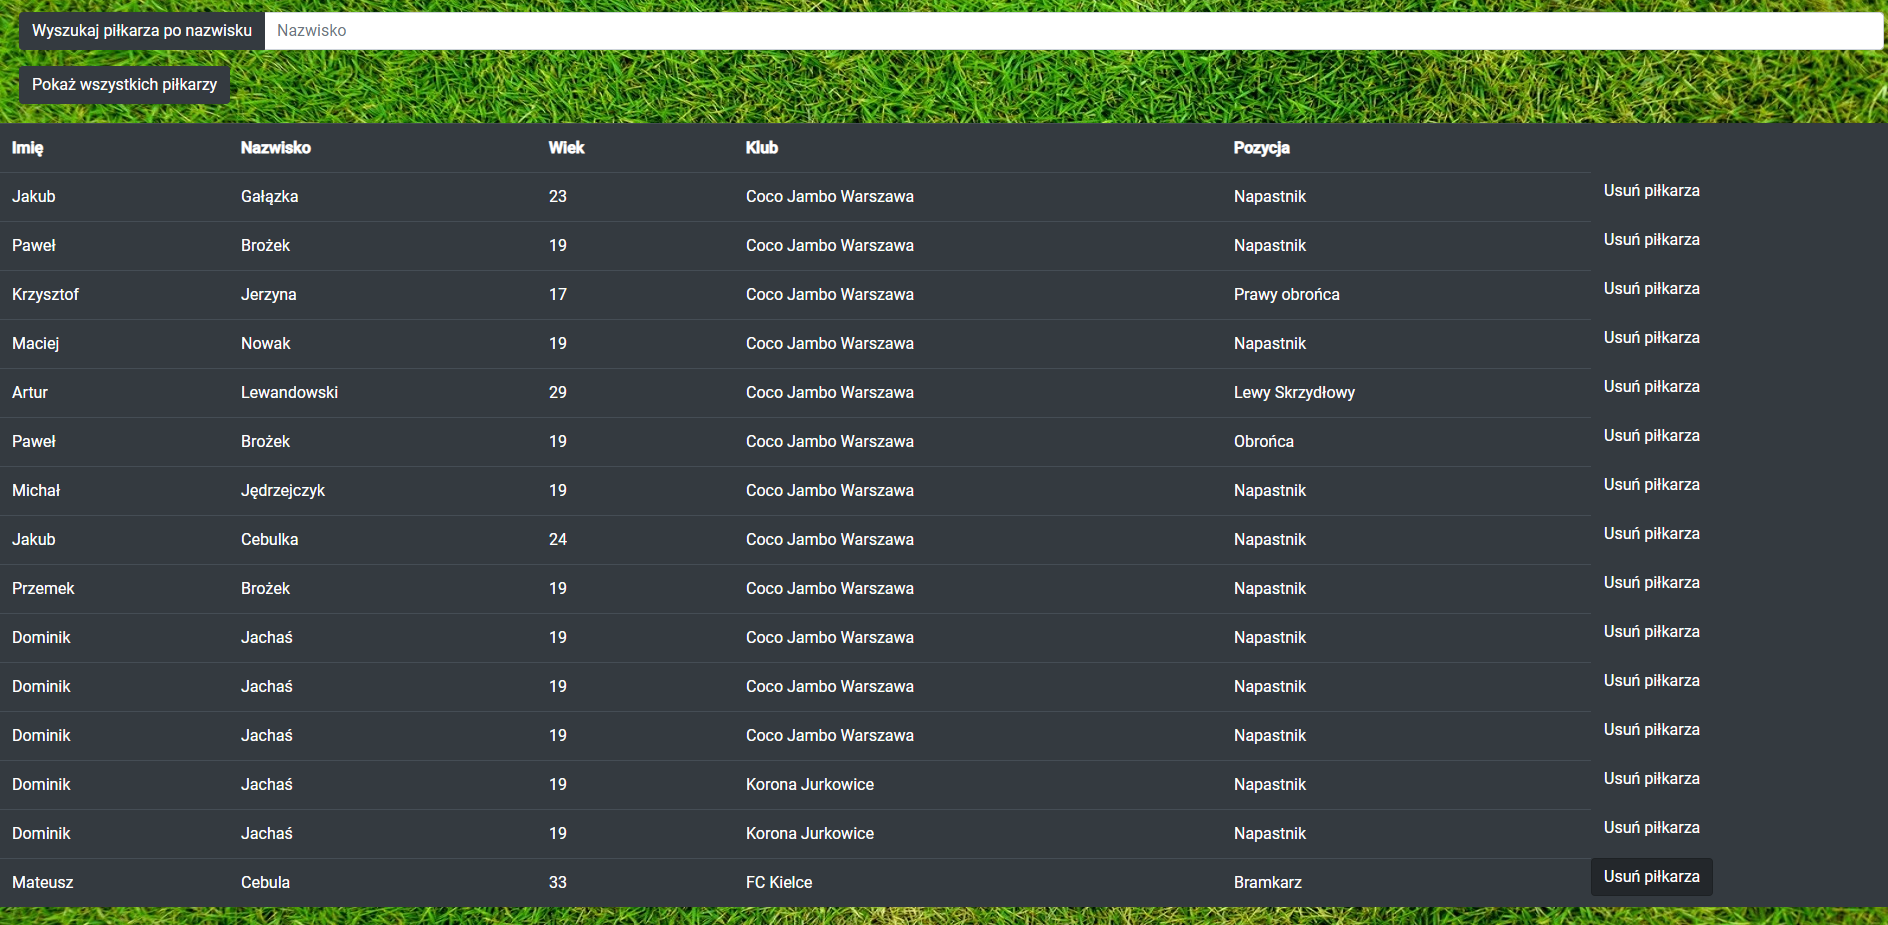 Wyszukaj piłkarza po nazwisku Nazwisko
Pokaż wszystkich piłkarzy
Imię Nazwisko Wiek Klub Pozycja
Jakub Gałązka 23 Coco Jambo Warszawa Napastnik Usuń piłkarza
Paweł Brożek 19 Coco Jambo Warszawa Napastnik Usuń piłkarza
Krzysztof Jerzyna 17 Coco Jambo Warszawa Prawy obrońca Usuń piłkarza
Maciej Nowak 19 Coco Jambo Warszawa Napastnik Usuń piłkarza
Artur Lewandowski 29 Coco Jambo Warszawa Lewy Skrzydłowy Usuń piłkarza
Paweł Brożek 19 Coco Jambo Warszawa Obrońca Usuń piłkarza
Michał Jędrzejczyk 19 Coco Jambo Warszawa Napastnik Usuń piłkarza
Jakub Cebulka 24 Coco Jambo Warszawa Napastnik Usuń piłkarza
Przemek Brożek 19 Coco Jambo Warszawa Napastnik Usuń piłkarza
Dominik Jachaś 19 Coco Jambo Warszawa Napastnik Usuń piłkarza
Dominik Jachaś 19 Coco Jambo Warszawa Napastnik Usuń piłkarza
Dominik Jachaś 19 Coco Jambo Warszawa Napastnik Usuń piłkarza
Dominik Jachaś 19 Korona Jurkowice Napastnik Usuń piłkarza
Dominik Jachaś 19 Korona Jurkowice Napastnik Usuń piłkarza
Mateusz Cebula 33 FC Kielce Bramkarz Usuń piłkarza